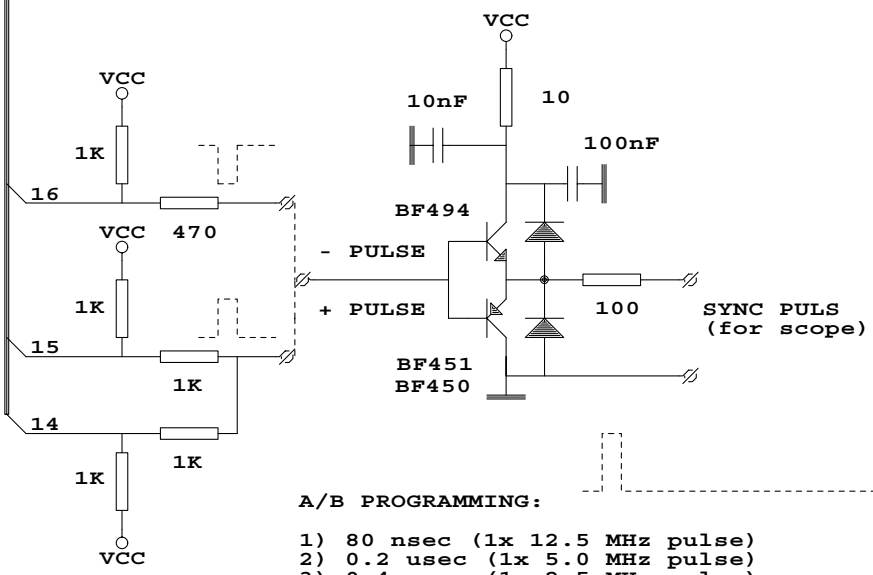 VCC
VCC
10nF
10
100nF
1K
16
BF494
VCC
470
- PULSE
1K
+ PULSE
100
SYNC PULS
(for scope)
15
BF451
1K
BF450
14
1K
1K
A/B PROGRAMMING:
1) 80 nsec (1x 12.5 MHz pulse)
VCC
2) 0.2 usec (1x 5.0 MHz pulse)